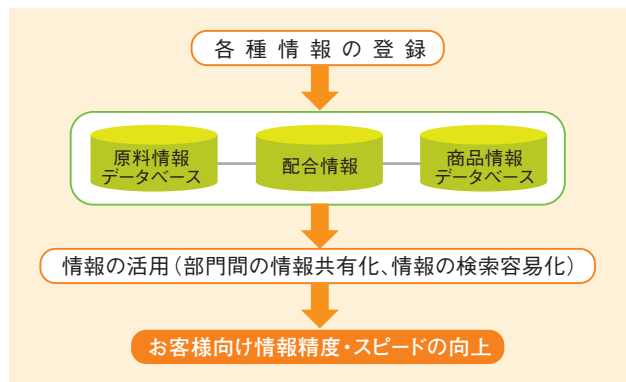 各種情報の登録
原料情報
データベース
配合情報
商品情報
データベース
情報の活用（部門間の情報共有化、情報の検索容易化）
お客様向け情報精度・スピードの向上